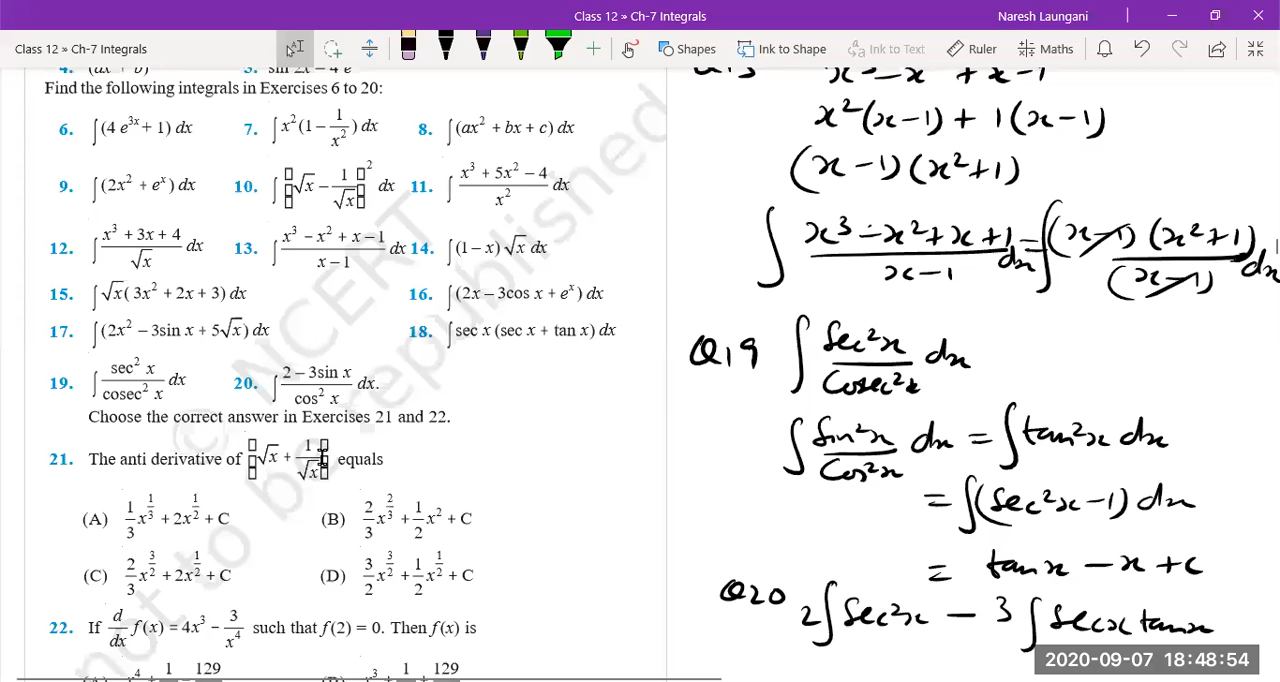 Class 12 » Ch-7 Integrals
Naresh Laungani
Class 12 » Ch-7 Integrals
Shapes
Ink to Shape
Ink to Text
Ruler
Maths
Find the following integrals in Exercises 6 to 20:
6. ∫(4 e^{3x} + 1) dx 7. ∫x²(1 − 1/x²) dx 8. ∫(ax² + bx + c) dx
9. ∫(2x² + e^x) dx 10. ∫[√x − 1/√x]² dx 11. ∫(x³ + 5x² − 4)/x² dx
12. ∫(x³ + 3x + 4)/√x dx 13. ∫(x³ − x² + x − 1)/(x − 1) dx 14. ∫(1 − x) √x dx
15. ∫√x( 3x² + 2x + 3) dx 16. ∫(2x − 3cos x + e^x) dx
17. ∫(2x² − 3sin x + 5√x) dx 18. ∫sec x (sec x + tan x) dx
19. ∫sec² x/cosec² x dx 20. ∫(2 − 3sin x)/cos² x dx.
Choose the correct answer in Exercises 21 and 22.
21. The anti derivative of [√x + 1/√x] equals
(A) 1/3 x^{1/3} + 2x^{1/2} + C (B) 2/3 x^{2/3} + 1/2 x² + C
(C) 2/3 x^{3/2} + 2x^{1/2} + C (D) 3/2 x^{3/2} + 1/2 x^{1/2} + C
22. If d/dx f(x) = 4x³ − 3/x⁴ such that f(2) = 0. Then f(x) is
x²(x−1) + 1(x−1)
(x−1)(x²+1)
∫(x³−x²+x+1)/(x−1) dx = ∫(x−1)(x²+1)/(x−1) dx
Q19 ∫Sec²x/Cosec²x dx
∫Sin²x/Cos²x dx = ∫tan²x dx
= ∫(Sec²x−1) dx
= tanx − x + c
Q20 2∫Sec²x − 3∫Secx tanx
2020-09-07 18:48:54
© NCERT
not to be republished